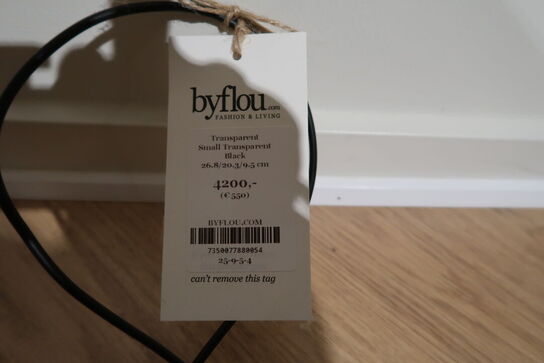 byflou.com
FASHION & LIVING
Transparent
Small Transparent
Black
26.8/20.3/9.5 cm
4200,-
(€ 550)
BYFLOU.COM
7350077880054
25-9-5-4
can't remove this tag